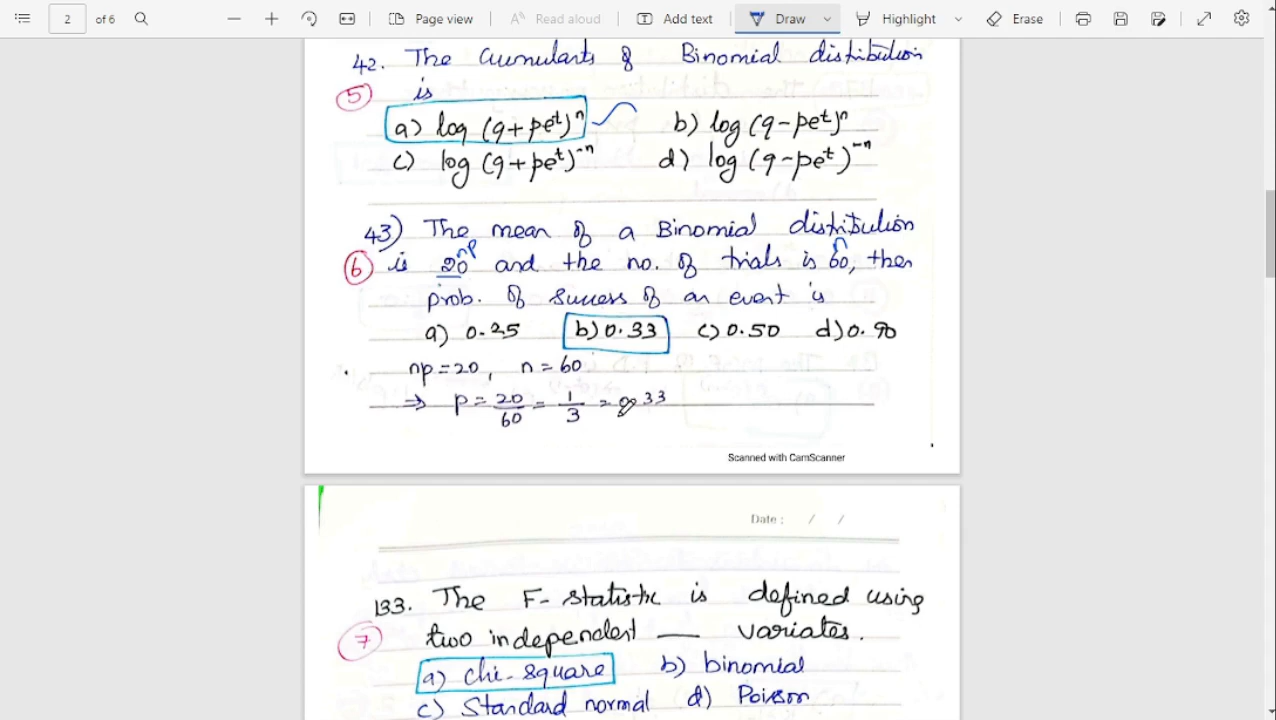 2 of 6 Page view Read aloud Add text Draw Highlight Erase
42. The Cumulants of Binomial distribution
5 is
a) log (q+pe^t)^n b) log (q-pe^t)^n
c) log (q+pe^t)^-n d) log (q-pe^t)^-n
43) The mean of a Binomial distribution
np n
6 is 20 and the no. of trials is 60, then
prob. of success of an event is
a) 0.25 b) 0.33 c) 0.50 d) 0.90
np = 20, n = 60
⇒ p = 20/60 = 1/3 = 0.33
Scanned with CamScanner
Date : / /
133. The F-statistic is defined using
7 two independent __ variates.
a) chi-square b) binomial
c) Standard normal d) Poisson